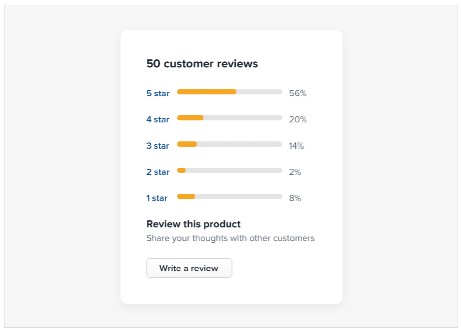 50 customer reviews
5 star 56%
4 star 20%
3 star 14%
2 star 2%
1 star 8%
Review this product
Share your thoughts with other customers
Write a review